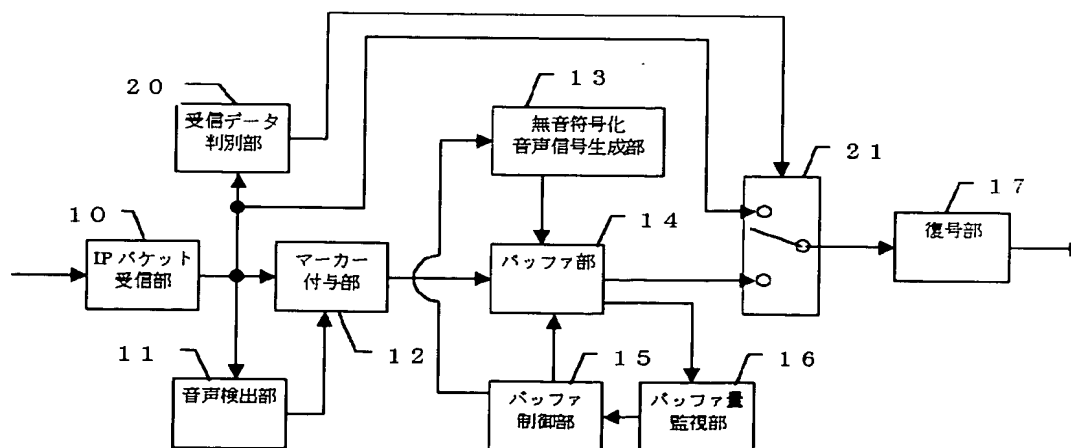 20
受信データ
判別部
13
無音符号化
音声信号生成部
21
17
復号部
10
IPパケット
受信部
マーカー
付与部
12
14
バッファ部
11
音声検出部
15
バッファ
制御部
16
バッファ量
監視部